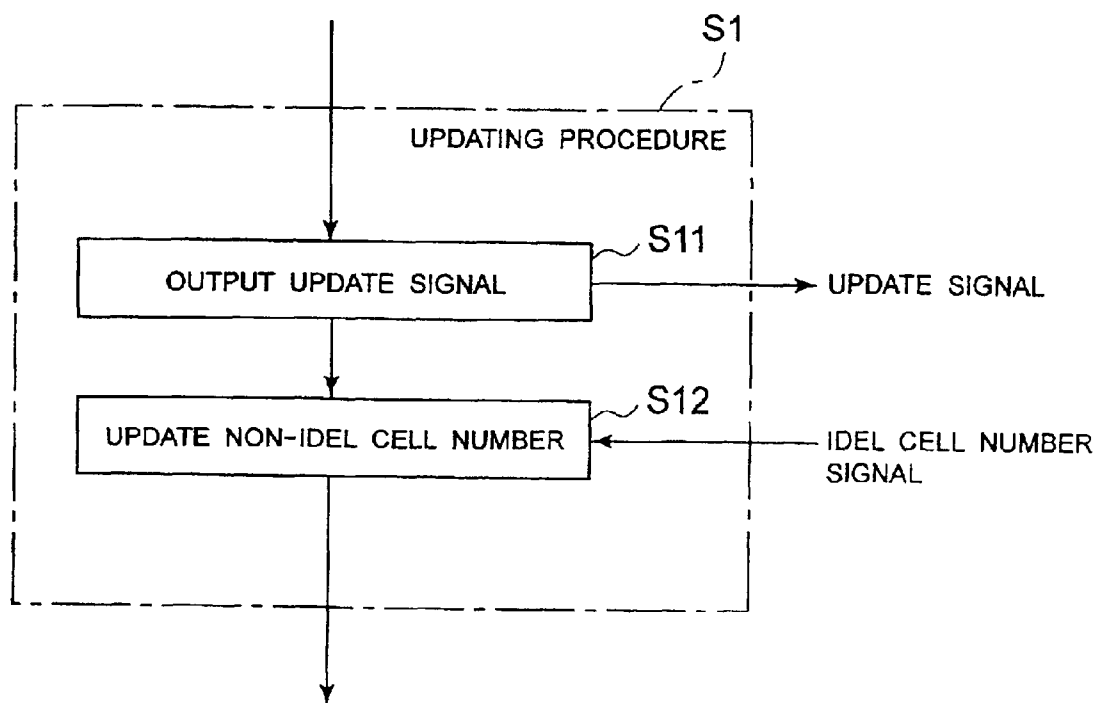 S1
UPDATING PROCEDURE
S11
OUTPUT UPDATE SIGNAL
UPDATE SIGNAL
S12
UPDATE NON-IDEL CELL NUMBER
IDEL CELL NUMBER
SIGNAL